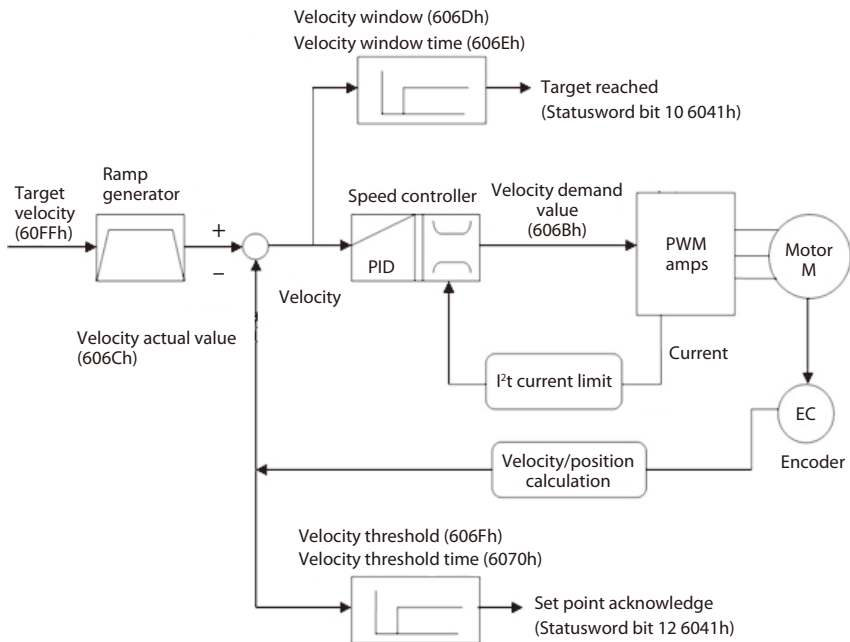 Velocity window (606Dh)
Velocity window time (606Eh)
Target reached
(Statusword bit 10 6041h)
Ramp
generator
Target
velocity
(60FFh)
+
−
Speed controller
PID
Velocity demand
value
(606Bh)
PWM
amps
Motor
M
Velocity
Velocity actual value
(606Ch)
Current
I²t current limit
EC
Encoder
Velocity/position
calculation
Velocity threshold (606Fh)
Velocity threshold time (6070h)
Set point acknowledge
(Statusword bit 12 6041h)